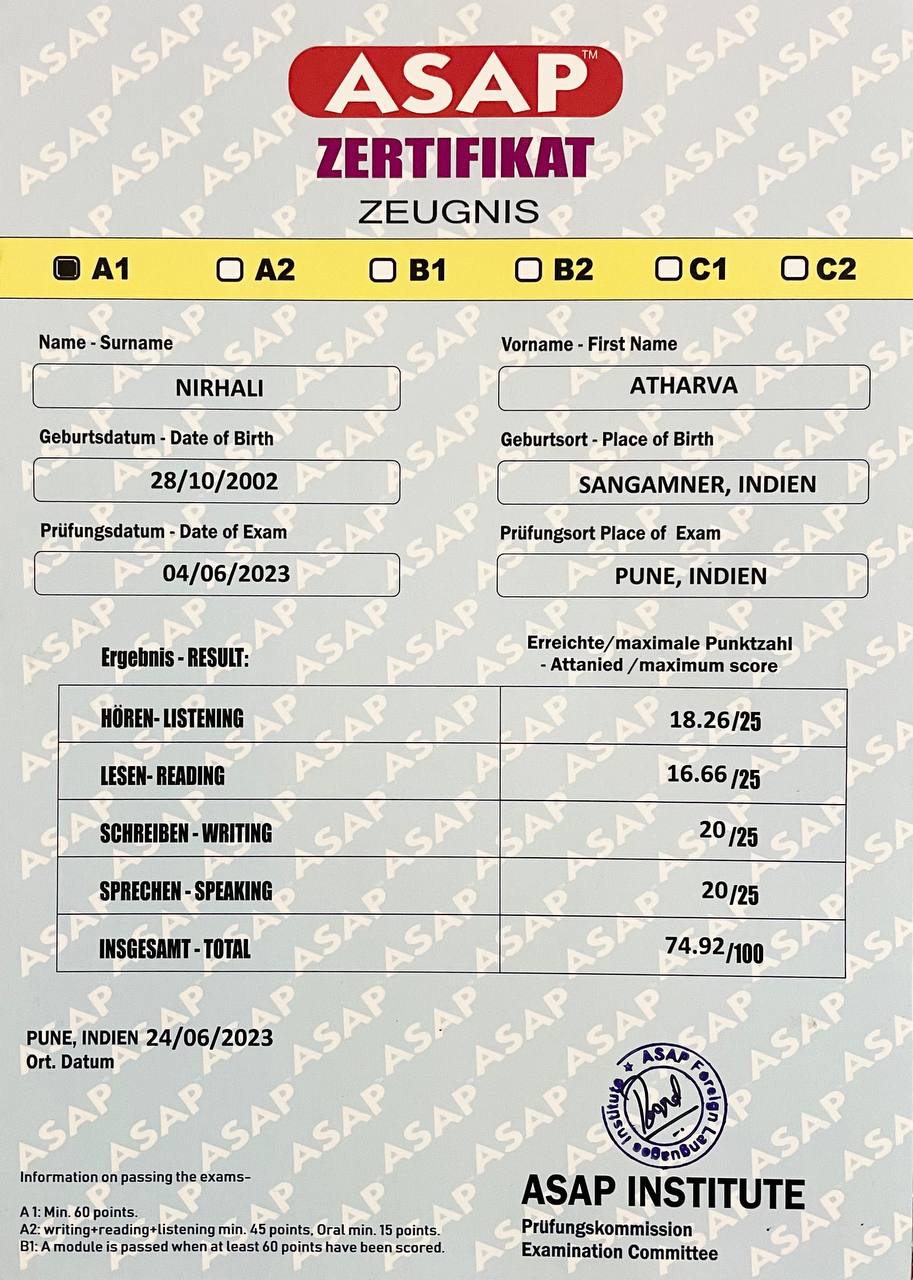 ASAP™
ZERTIFIKAT
ZEUGNIS
A1 A2 B1 B2 C1 C2
Name - Surname Vorname - First Name
NIRHALI ATHARVA
Geburtsdatum - Date of Birth Geburtsort - Place of Birth
28/10/2002 SANGAMNER, INDIEN
Prüfungsdatum - Date of Exam Prüfungsort Place of Exam
04/06/2023 PUNE, INDIEN
Ergebnis - RESULT: Erreichte/maximale Punktzahl
- Attanied /maximum score
HÖREN- LISTENING 18.26/25
LESEN- READING 16.66 /25
SCHREIBEN - WRITING 20/25
SPRECHEN - SPEAKING 20/25
INSGESAMT - TOTAL 74.92/100
PUNE, INDIEN 24/06/2023
Ort. Datum
ASAP Foreign Languages Institute
Information on passing the exams-
A 1: Min. 60 points.
A2: writing+reading+listening min. 45 points, Oral min. 15 points.
B1: A module is passed when at least 60 points have been scored.
ASAP INSTITUTE
Prüfungskommission
Examination Committee